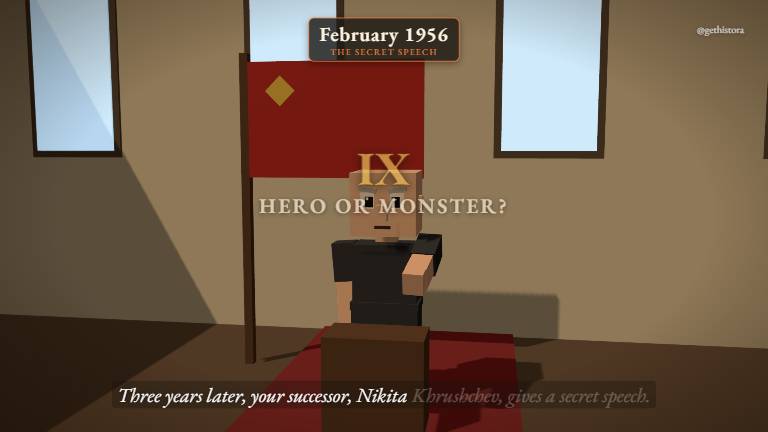 February 1956
THE SECRET SPEECH
@gethistora
IX
HERO OR MONSTER?
Three years later, your successor, Nikita Khrushchev, gives a secret speech.